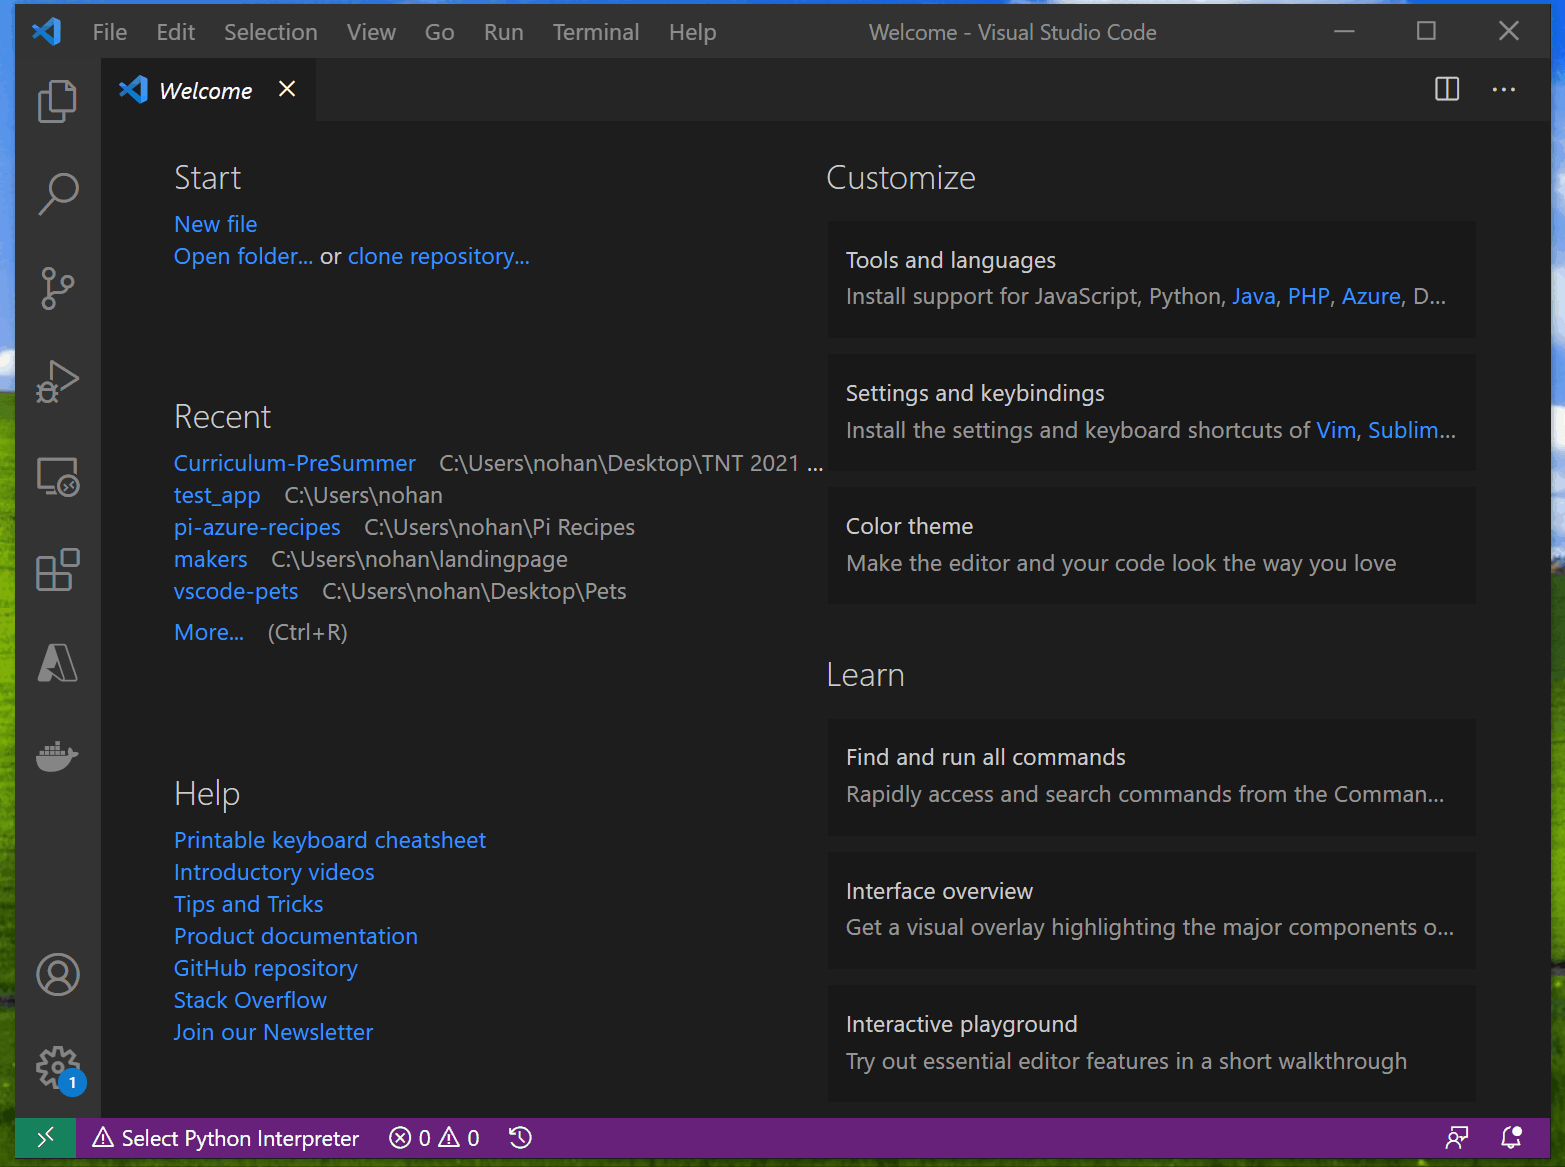 File Edit Selection View Go Run Terminal Help Welcome - Visual Studio Code
Welcome
Start
New file
Open folder... or clone repository...
Recent
Curriculum-PreSummer C:\Users\nohan\Desktop\TNT 2021 ...
test_app C:\Users\nohan
pi-azure-recipes C:\Users\nohan\Pi Recipes
makers C:\Users\nohan\landingpage
vscode-pets C:\Users\nohan\Desktop\Pets
More... (Ctrl+R)
Help
Printable keyboard cheatsheet
Introductory videos
Tips and Tricks
Product documentation
GitHub repository
Stack Overflow
Join our Newsletter
Customize
Tools and languages
Install support for JavaScript, Python, Java, PHP, Azure, D...
Settings and keybindings
Install the settings and keyboard shortcuts of Vim, Sublim...
Color theme
Make the editor and your code look the way you love
Learn
Find and run all commands
Rapidly access and search commands from the Comman...
Interface overview
Get a visual overlay highlighting the major components o...
Interactive playground
Try out essential editor features in a short walkthrough
1
Select Python Interpreter 0 0